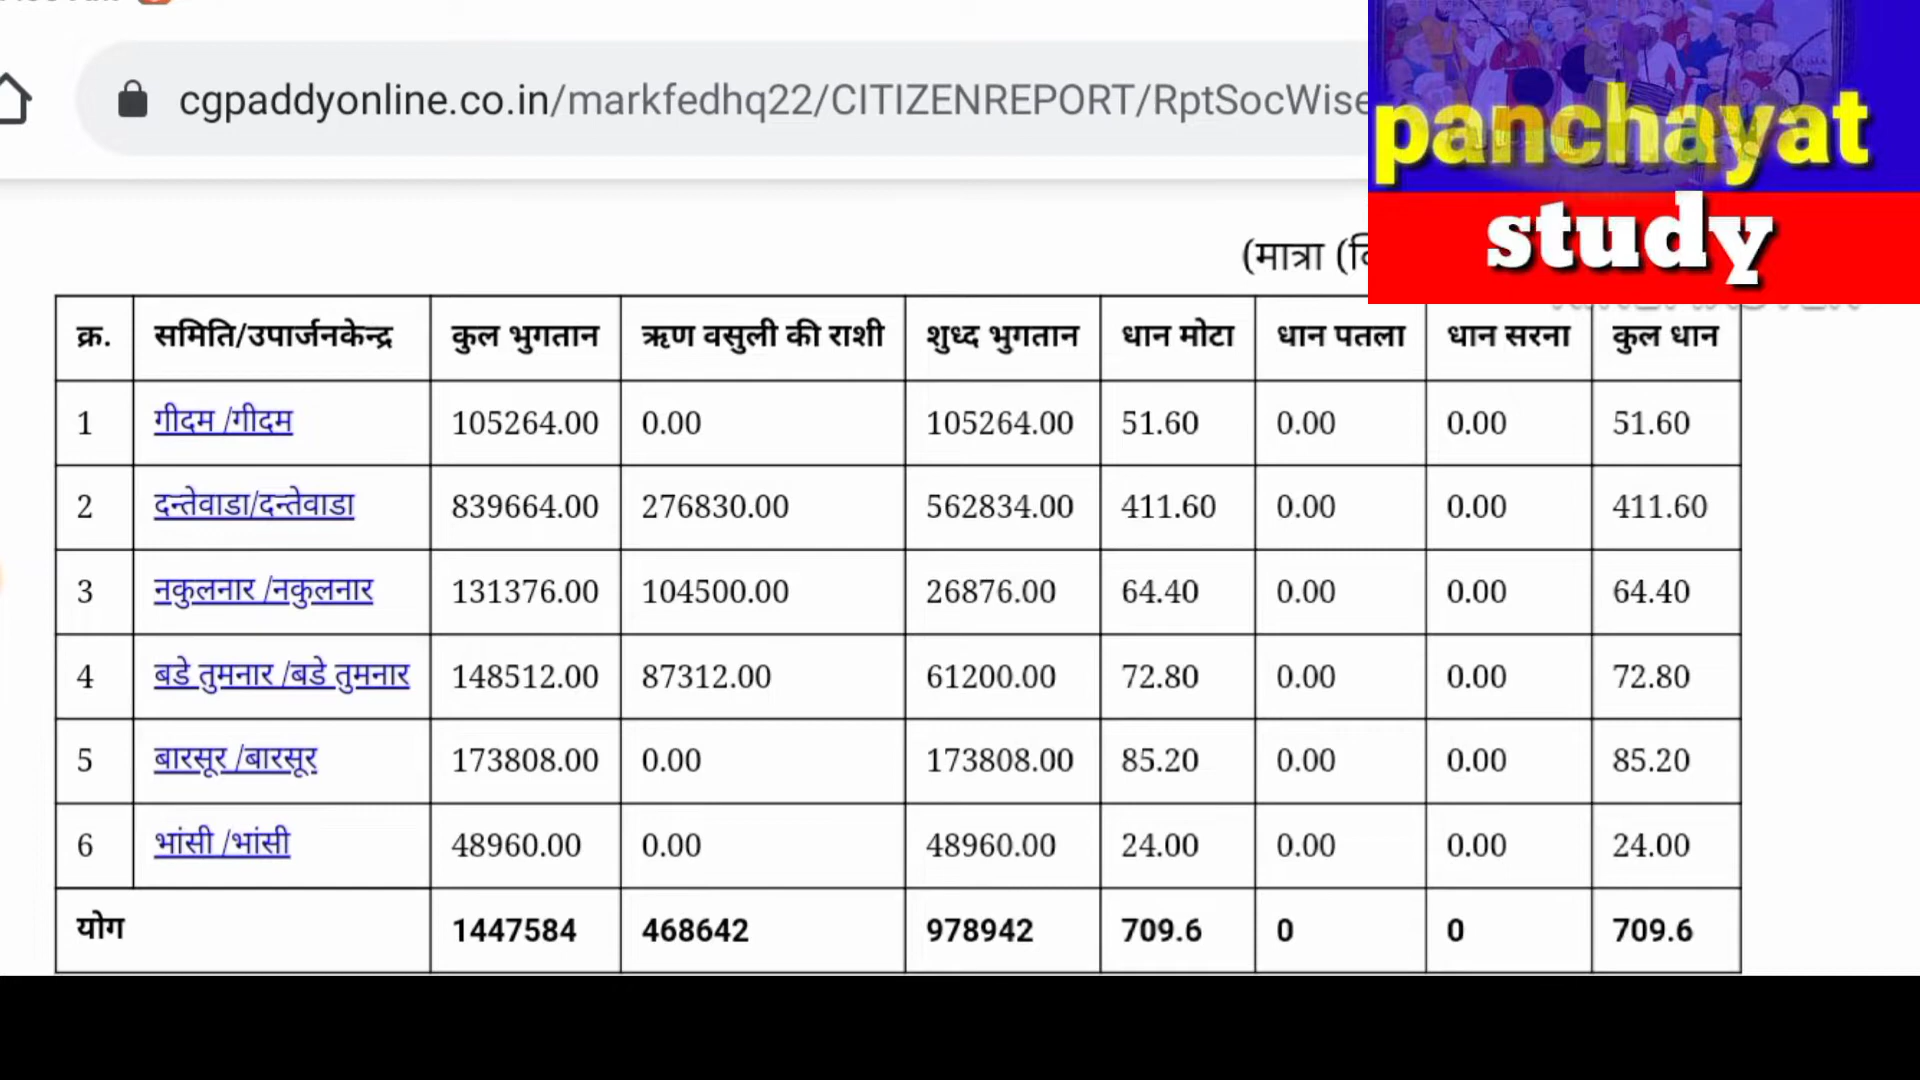 cgpaddyonline.co.in/markfedhq22/CITIZENREPORT/RptSocWise
panchayat
study
(मात्रा
क्र. समिति/उपार्जनकेन्द्र कुल भुगतान ऋण वसुली की राशी शुध्द भुगतान धान मोटा धान पतला धान सरना कुल धान
1 गीदम /गीदम 105264.00 0.00 105264.00 51.60 0.00 0.00 51.60
2 दन्तेवाडा/दन्तेवाडा 839664.00 276830.00 562834.00 411.60 0.00 0.00 411.60
3 नकुलनार /नकुलनार 131376.00 104500.00 26876.00 64.40 0.00 0.00 64.40
4 बडे तुमनार /बडे तुमनार 148512.00 87312.00 61200.00 72.80 0.00 0.00 72.80
5 बारसूर /बारसूर 173808.00 0.00 173808.00 85.20 0.00 0.00 85.20
6 भांसी /भांसी 48960.00 0.00 48960.00 24.00 0.00 0.00 24.00
योग 1447584 468642 978942 709.6 0 0 709.6